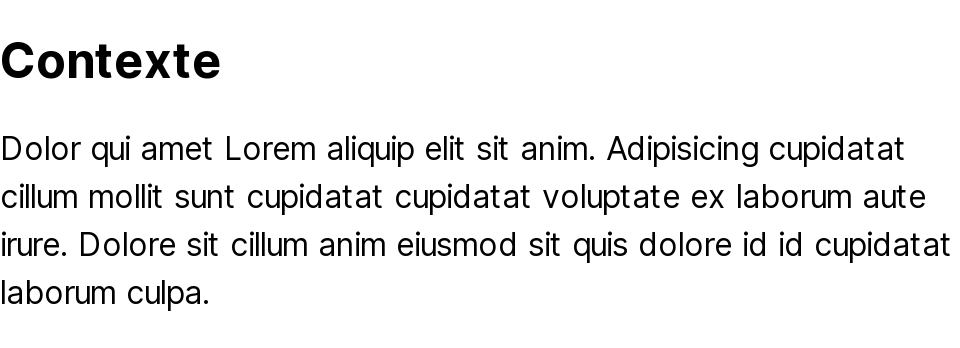 Contexte
Dolor qui amet Lorem aliquip elit sit anim. Adipisicing cupidatat
cillum mollit sunt cupidatat cupidatat voluptate ex laborum aute
irure. Dolore sit cillum anim eiusmod sit quis dolore id id cupidatat
laborum culpa.